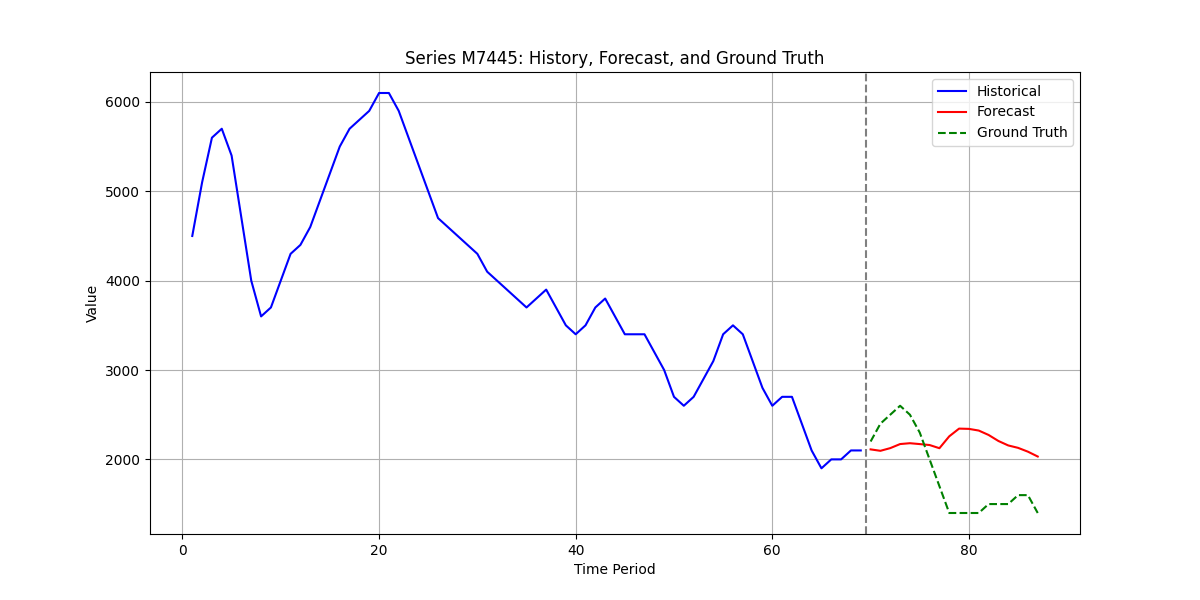 Series M7445: History, Forecast, and Ground Truth
Historical
Forecast
Ground Truth
6000
5000
4000
3000
2000
Value
0
20
40
60
80
Time Period